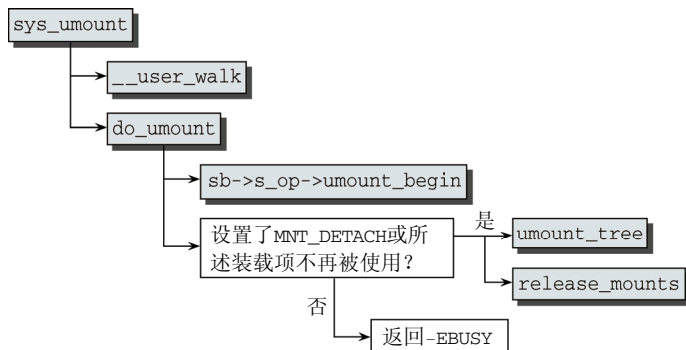 sys_umount
__user_walk
do_umount
sb->s_op->umount_begin
设置了MNT_DETACH或所
述装载项不再被使用？
是
umount_tree
release_mounts
否
返回-EBUSY